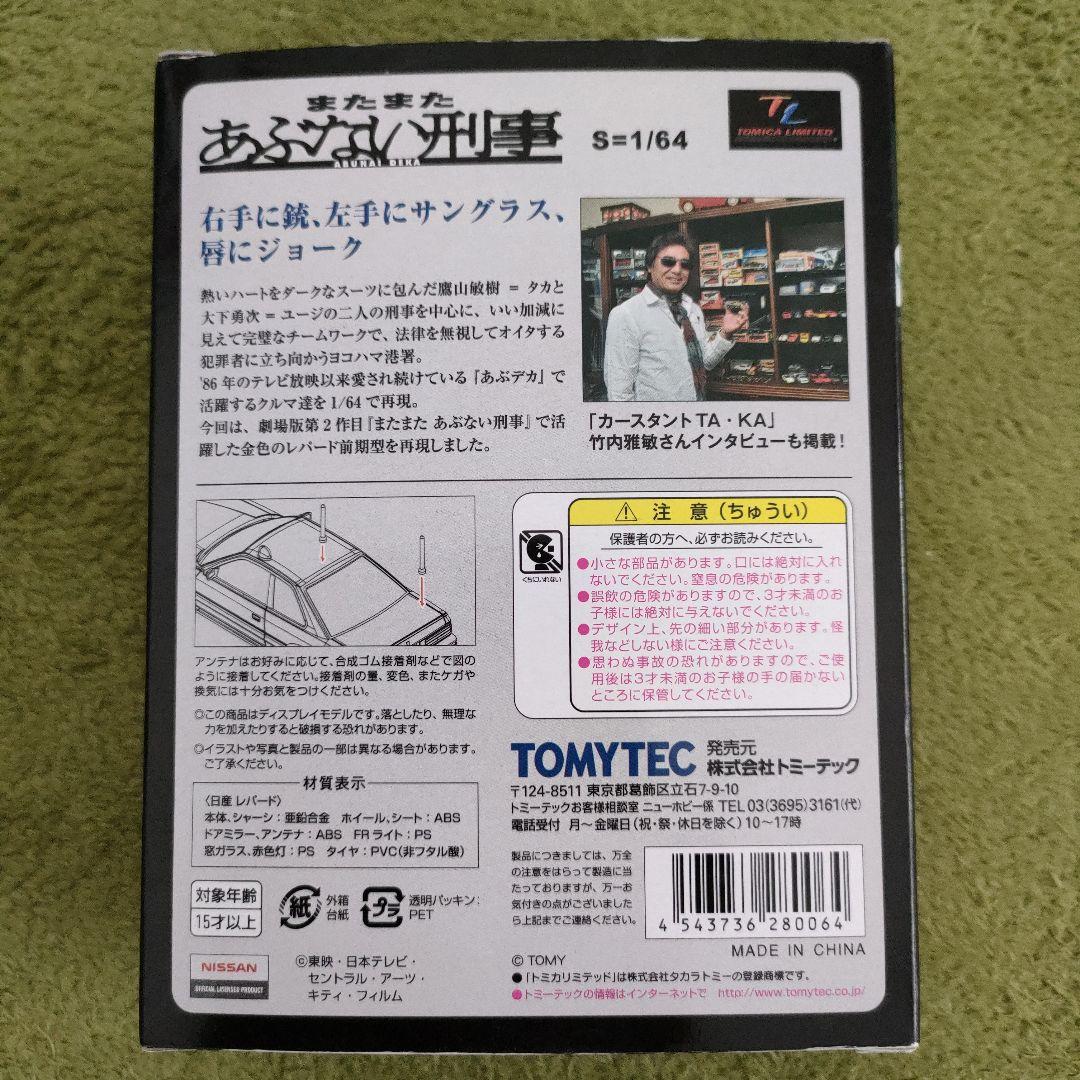 またまた
あぶない刑事
ABUNAI DEKA
S=1/64
TL
TOMICA LIMITED
右手に銃、左手にサングラス、
唇にジョーク
熱いハートをダークなスーツに包んだ鷹山敏樹 = タカと
大下勇次 = ユージの二人の刑事を中心に、いい加減に
見えて完璧なチームワークで、法律を無視してオイタする
犯罪者に立ち向かうヨコハマ港署。
'86年のテレビ放映以来愛され続けている『あぶデカ』で
活躍するクルマ達を1/64で再現。
今回は、劇場版第2作目『またまた あぶない刑事』で活
躍した金色のレパード前期型を再現しました。
「カースタントTA・KA」
竹内雅敏さんインタビューも掲載！
アンテナはお好みに応じて、合成ゴム接着剤などで図の
ように接着してください。接着剤の量、変色、またケガや
換気には十分お気をつけください。
◎この商品はディスプレイモデルです。落としたり、無理な
力を加えたりすると破損する恐れがあります。
◎イラストや写真と製品の一部は異なる場合があります。
ご了承ください。
材質表示
〈日産 レパード〉
本体、シャーシ：亜鉛合金 ホイール、シート：ABS
ドアミラー、アンテナ：ABS FRライト：PS
窓ガラス、赤色灯：PS タイヤ：PVC(非フタル酸)
対象年齢
15才以上
紙
外箱
台紙
プラ
透明パッキン：
PET
NISSAN
OFFICIAL LICENSED PRODUCT
©東映・日本テレビ・
セントラル・アーツ・
キティ・フィルム
くちにいれない
⚠ 注 意（ちゅうい）
保護者の方へ、必ずお読みください。
●小さな部品があります。口には絶対に入れ
ないでください。窒息の危険があります。
●誤飲の危険がありますので、3才未満のお
子様には絶対に与えないでください。
●デザイン上、先の細い部分があります。怪
我などしない様にご注意ください。
●思わぬ事故の恐れがありますので、ご使
用後は3才未満のお子様の手の届かない
ところに保管してください。
TOMYTEC
発売元
株式会社トミーテック
〒124-8511 東京都葛飾区立石7-9-10
トミーテックお客様相談室 ニューホビー係 TEL 03(3695)3161(代)
電話受付 月～金曜日(祝・祭・休日を除く)10～17時
製品につきましては、万全
の注意をはらって製造に当
たっておりますが、万一お
気付きの点がございました
ら上記までご連絡ください。
4 543736 280064
MADE IN CHINA
© TOMY
●「トミカリミテッド」は株式会社タカラトミーの登録商標です。
●トミーテックの情報はインターネットで http://www.tomytec.co.jp/